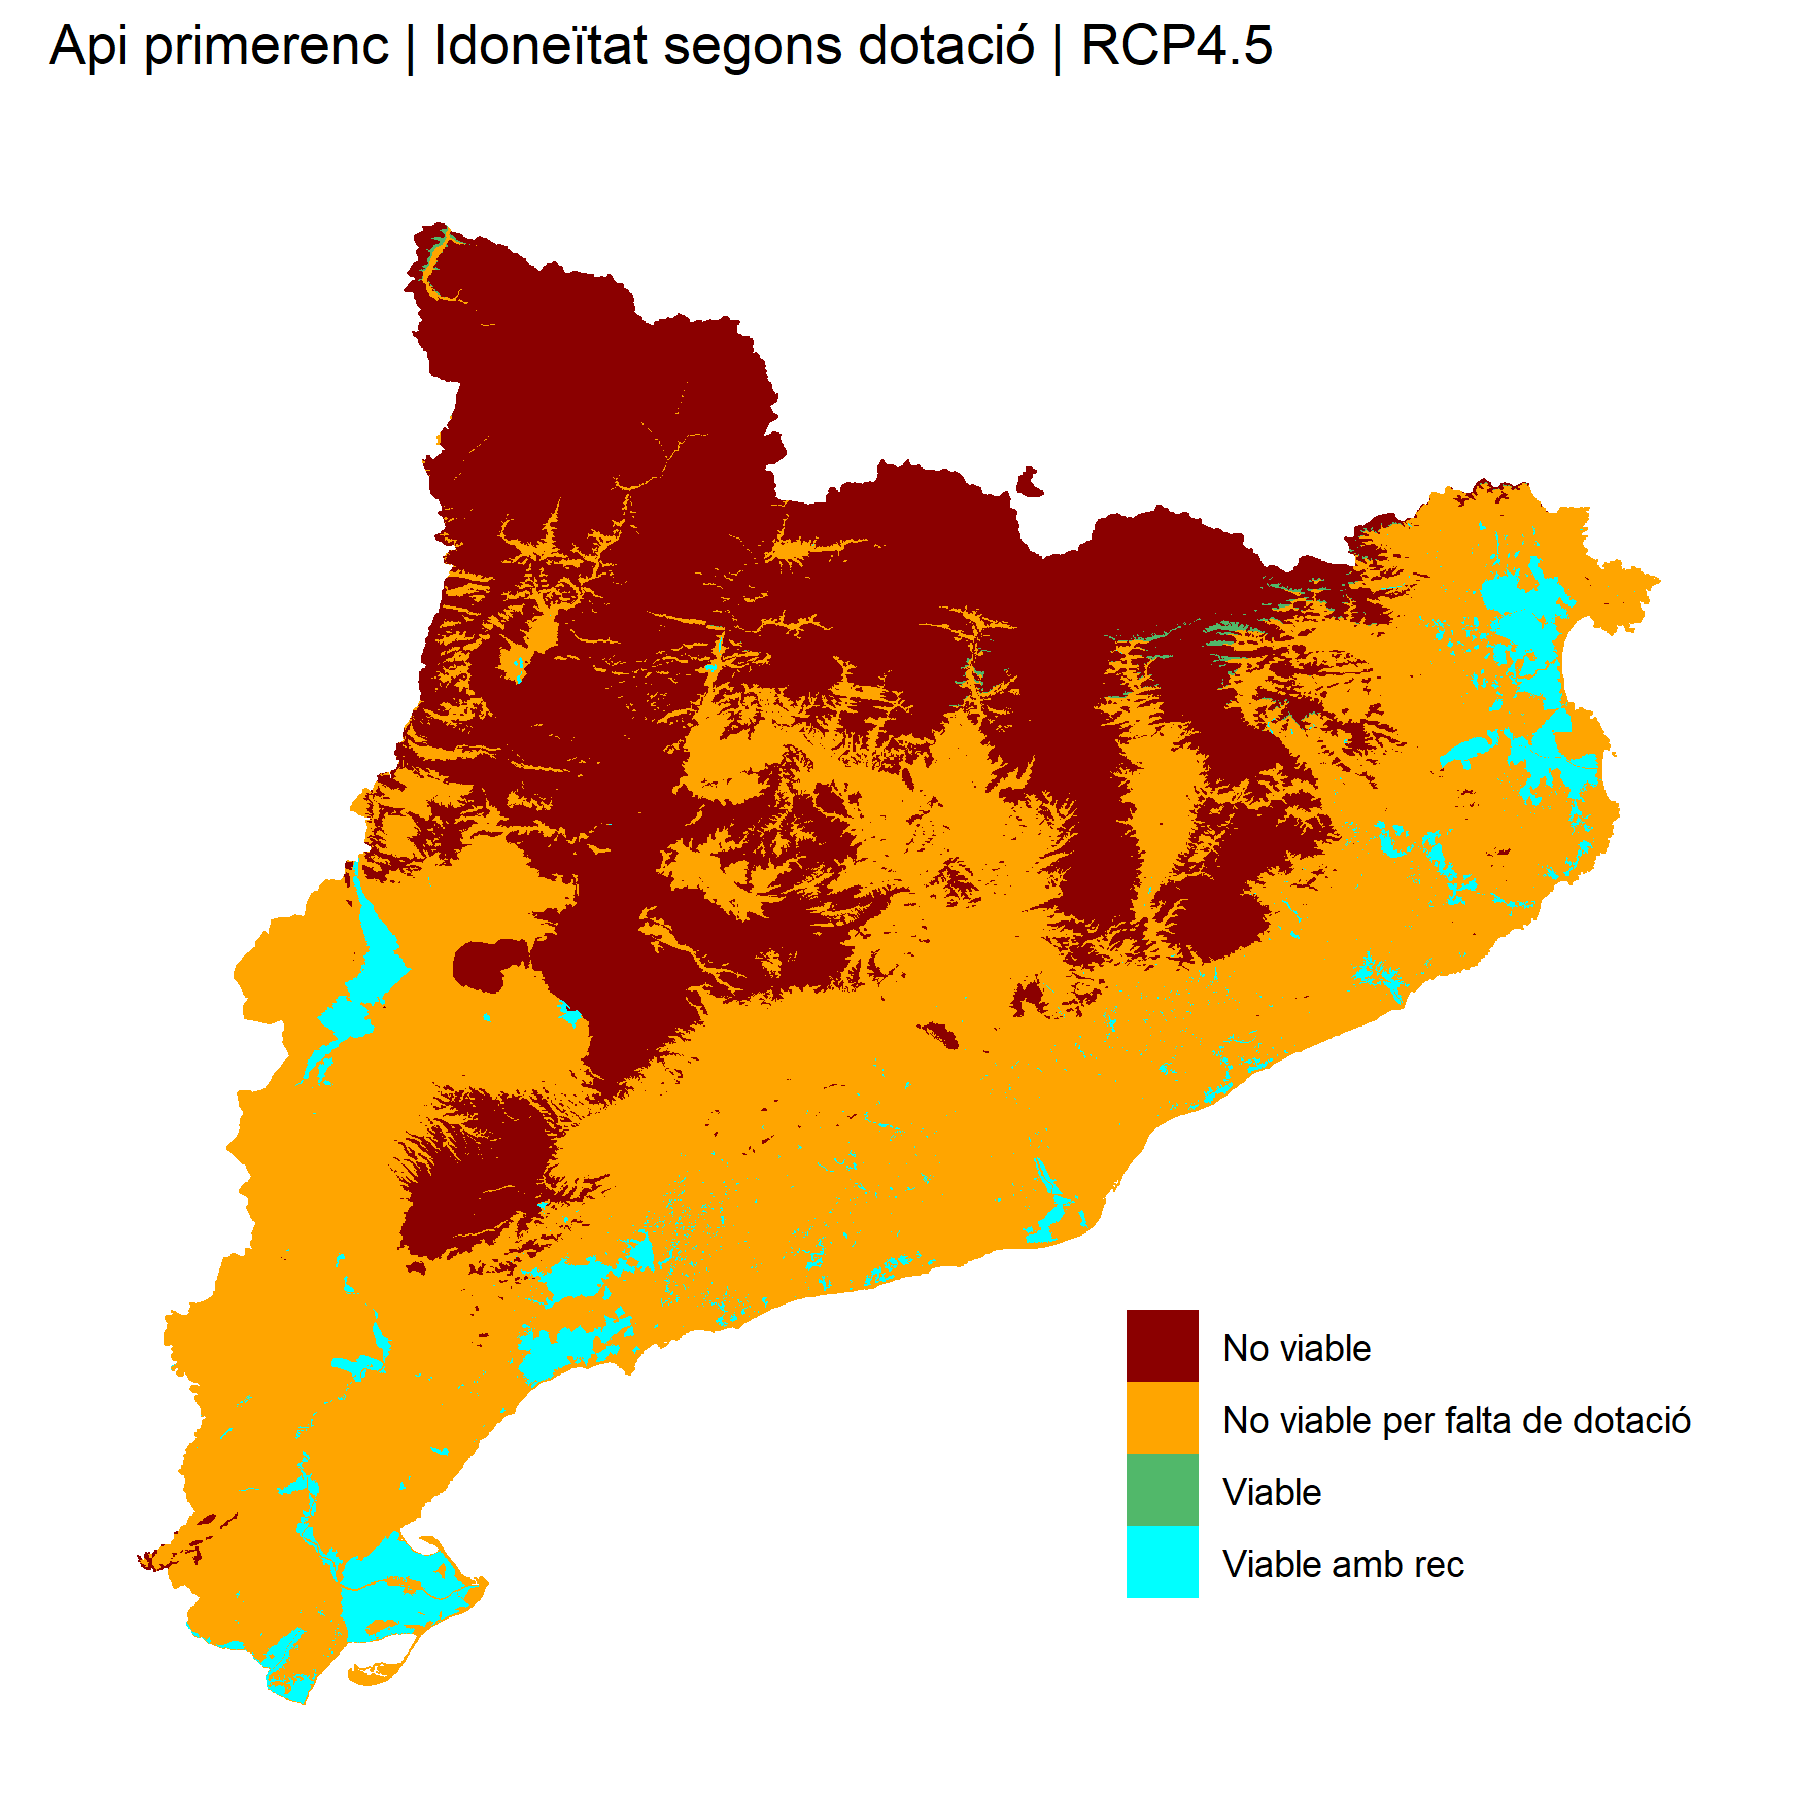 Api primerenc | Idoneïtat segons dotació | RCP4.5
No viable
No viable per falta de dotació
Viable
Viable amb rec